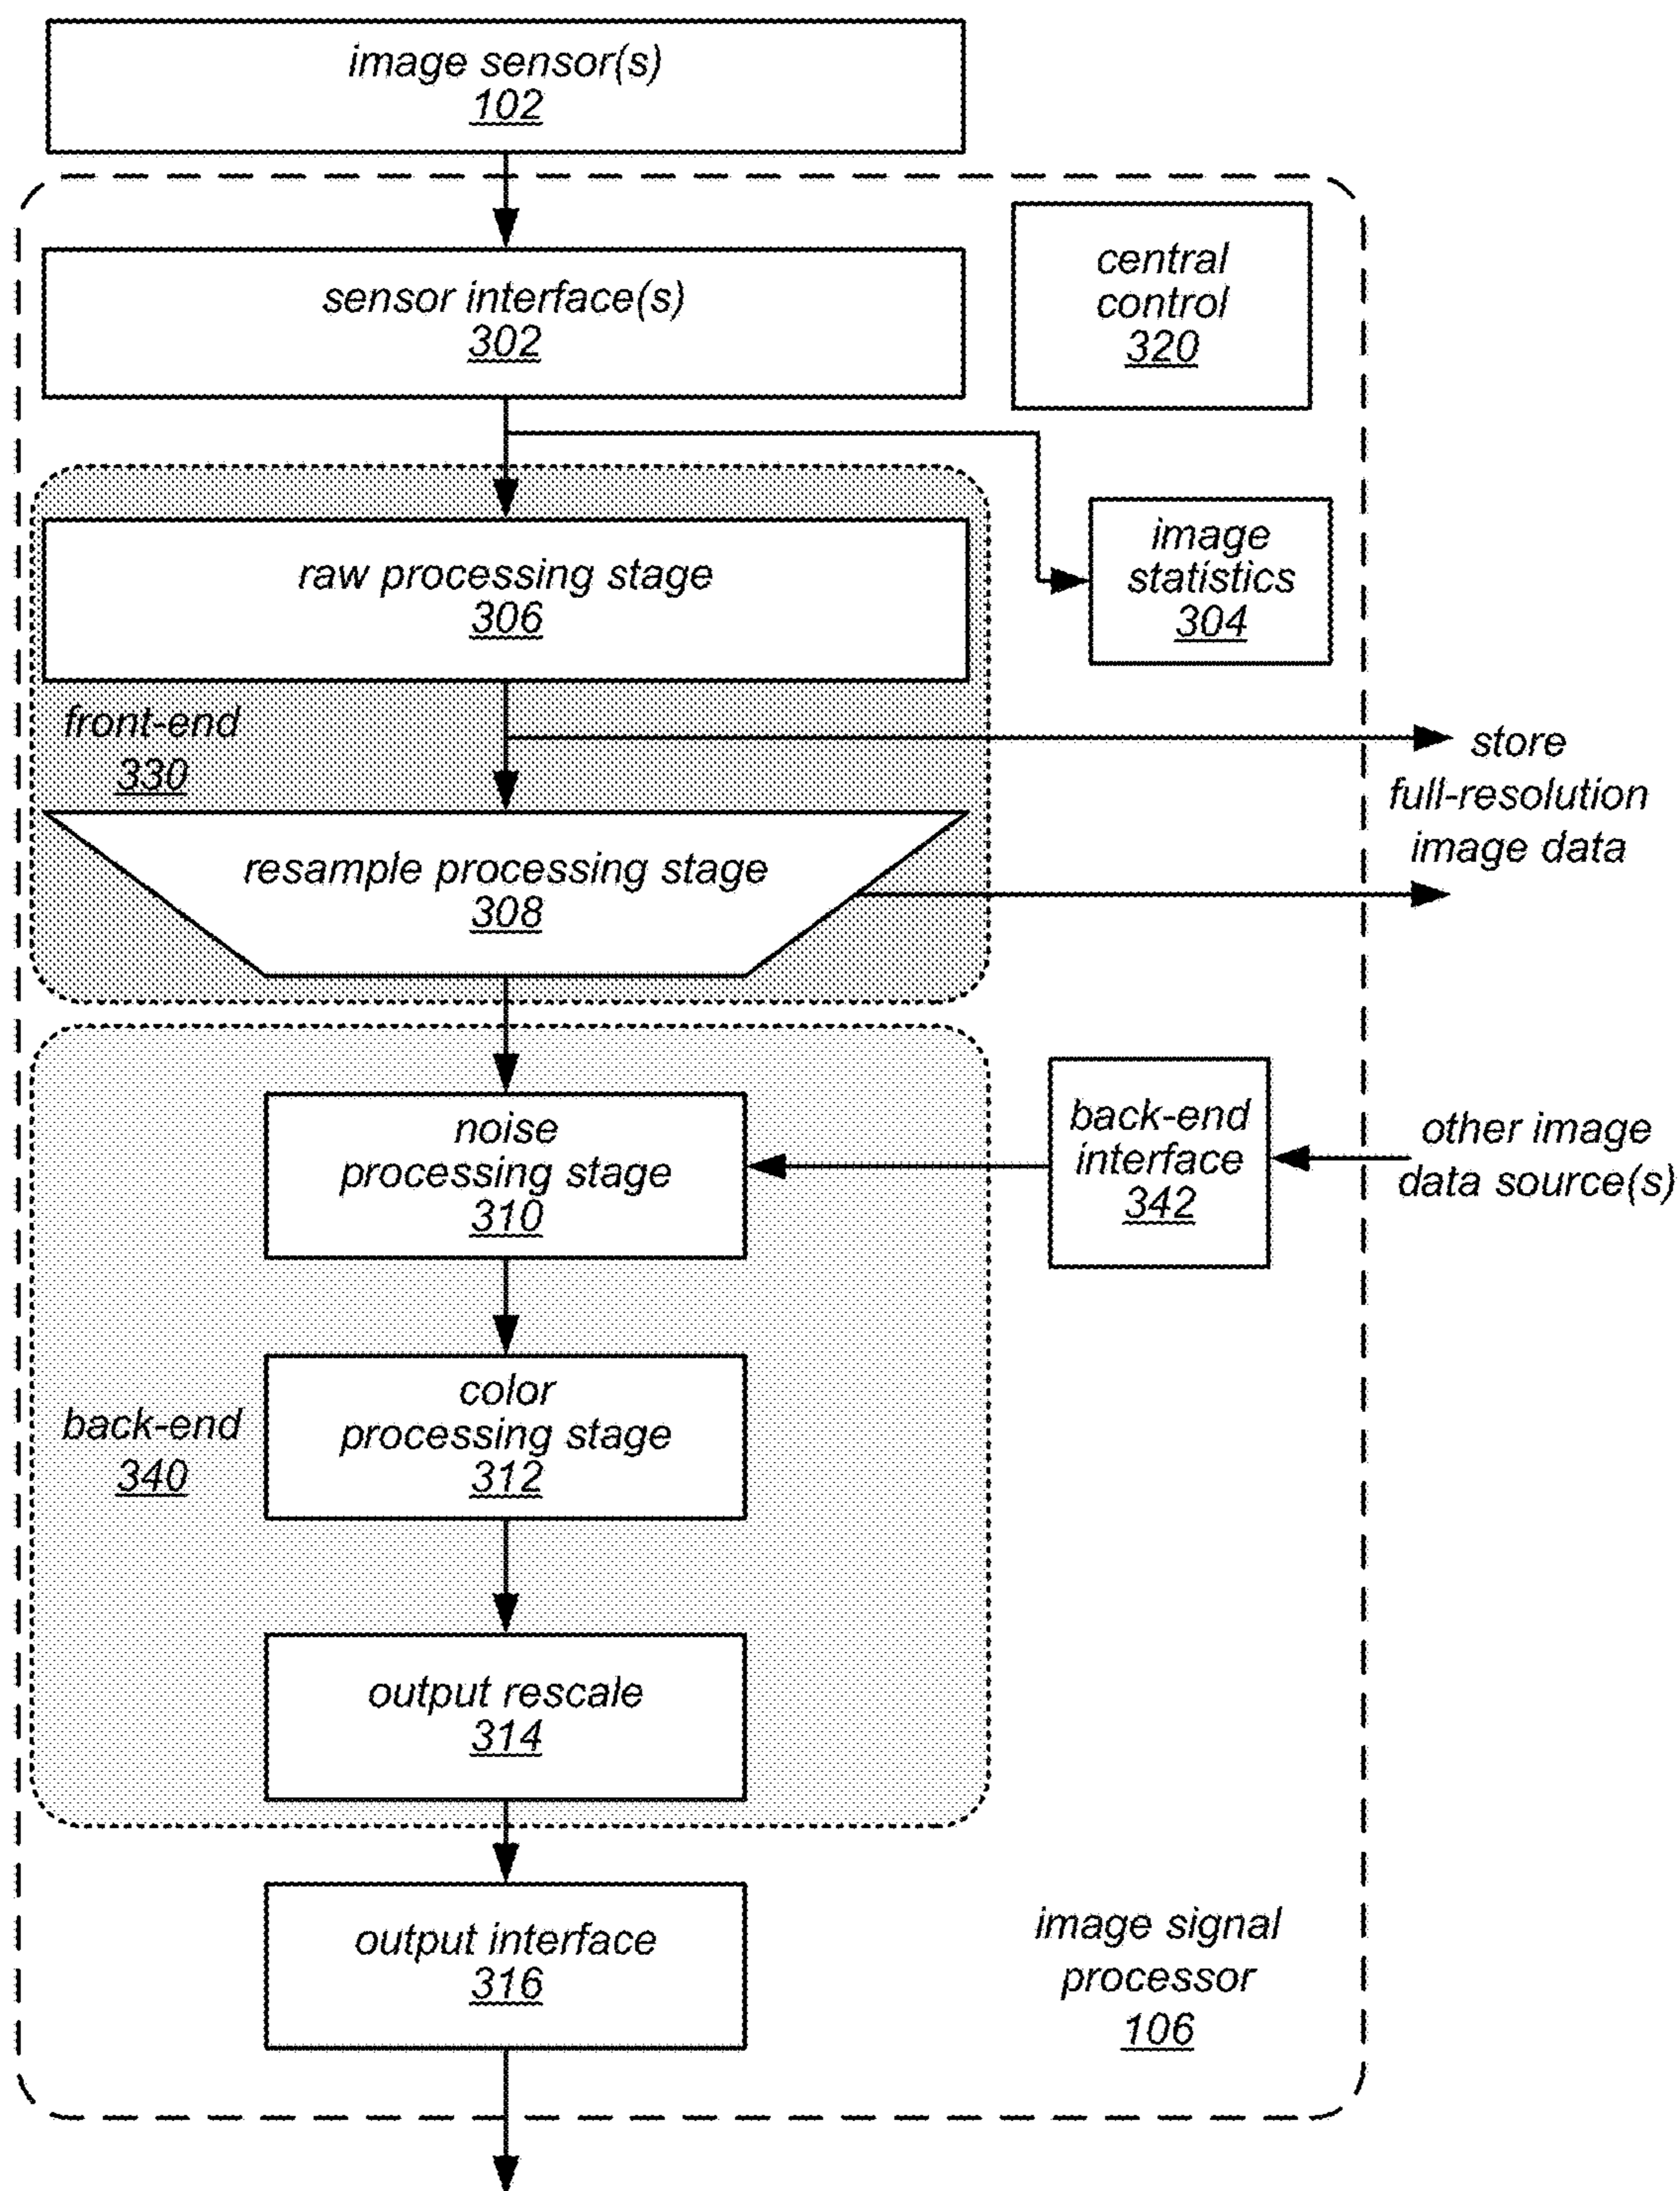 image sensor(s)
102
sensor interface(s)
302
central
control
320
raw processing stage
306
image
statistics
304
front-end
330
store
full-resolution
image data
resample processing stage
308
noise
processing stage
310
back-end
interface
342
other image
data source(s)
color
processing stage
312
back-end
340
output rescale
314
output interface
316
image signal
processor
106